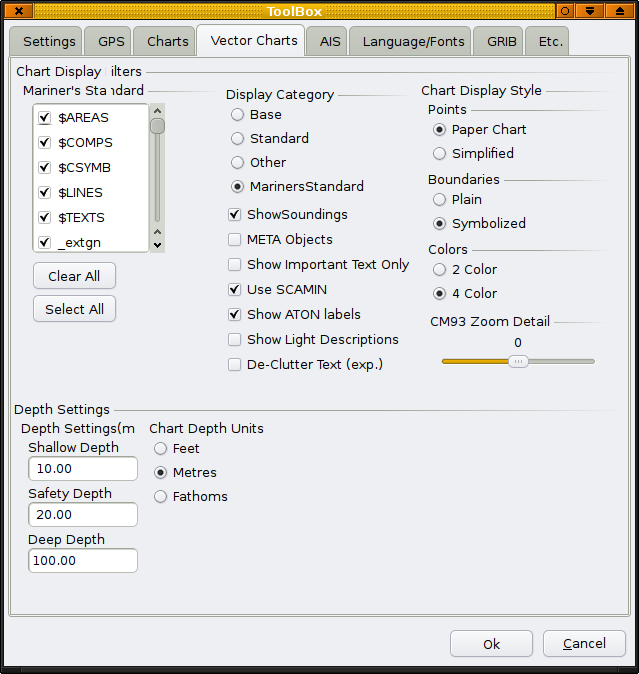 ToolBox
Settings GPS Charts Vector Charts AIS Language/Fonts GRIB Etc.
Chart Display ilters
Mariner's Standard
$AREAS
$COMPS
$CSYMB
$LINES
$TEXTS
_extgn
Clear All
Select All
Display Category
Base
Standard
Other
MarinersStandard
ShowSoundings
META Objects
Show Important Text Only
Use SCAMIN
Show ATON labels
Show Light Descriptions
De-Clutter Text (exp.)
Chart Display Style
Points
Paper Chart
Simplified
Boundaries
Plain
Symbolized
Colors
2 Color
4 Color
CM93 Zoom Detail
0
Depth Settings
Depth Settings(m
Shallow Depth
10.00
Safety Depth
20.00
Deep Depth
100.00
Chart Depth Units
Feet
Metres
Fathoms
Ok
Cancel